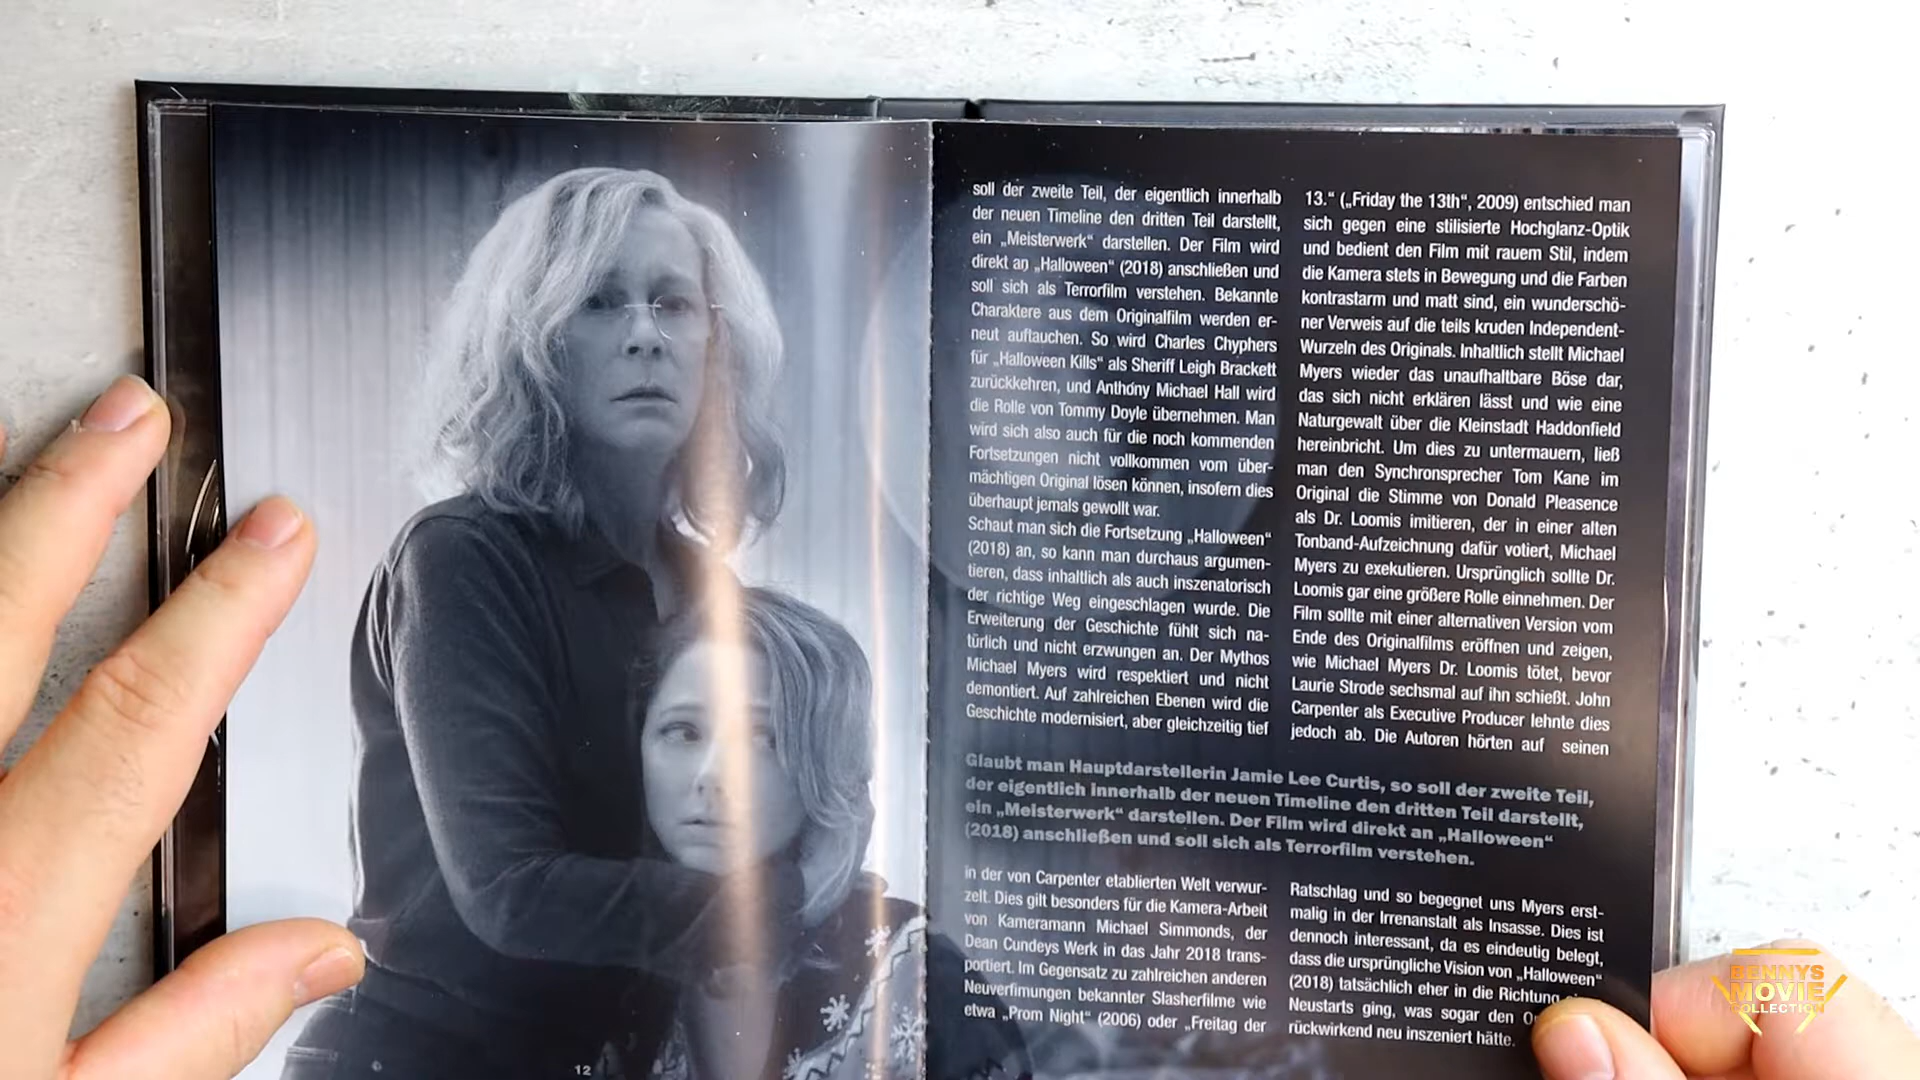 soll der zweite Teil, der eigentlich innerhalb
der neuen Timeline den dritten Teil darstellt,
ein „Meisterwerk“ darstellen. Der Film wird
direkt an „Halloween“ (2018) anschließen und
soll sich als Terrorfilm verstehen. Bekannte
Charaktere aus dem Originalfilm werden er-
neut auftauchen. So wird Charles Chyphers
für „Halloween Kills“ als Sheriff Leigh Brackett
zurückkehren, und Anthony Michael Hall wird
die Rolle von Tommy Doyle übernehmen. Man
wird sich also auch für die noch kommenden
Fortsetzungen nicht vollkommen vom über-
mächtigen Original lösen können, insofern dies
überhaupt jemals gewollt war.
Schaut man sich die Fortsetzung „Halloween“
(2018) an, so kann man durchaus argumen-
tieren, dass inhaltlich als auch inszenatorisch
der richtige Weg eingeschlagen wurde. Die
Erweiterung der Geschichte fühlt sich na-
türlich und nicht erzwungen an. Der Mythos
Michael Myers wird respektiert und nicht
demontiert. Auf zahlreichen Ebenen wird die
Geschichte modernisiert, aber gleichzeitig tief
Glaubt man Hauptdarstellerin Jamie Lee Curtis, so soll der zweite Teil,
der eigentlich innerhalb der neuen Timeline den dritten Teil darstellt,
ein „Meisterwerk“ darstellen. Der Film wird direkt an „Halloween“
(2018) anschließen und soll sich als Terrorfilm verstehen.
in der von Carpenter etablierten Welt verwur-
zelt. Dies gilt besonders für die Kamera-Arbeit
von Kameramann Michael Simmonds, der
Dean Cundeys Werk in das Jahr 2018 trans-
portiert. Im Gegensatz zu zahlreichen anderen
Neuverfimungen bekannter Slasherfilme wie
etwa „Prom Night“ (2006) oder „Freitag der
13.“ („Friday the 13th“, 2009) entschied man
sich gegen eine stilisierte Hochglanz-Optik
und bedient den Film mit rauem Stil, indem
die Kamera stets in Bewegung und die Farben
kontrastarm und matt sind, ein wunderschö-
ner Verweis auf die teils kruden Independent-
Wurzeln des Originals. Inhaltlich stellt Michael
Myers wieder das unaufhaltbare Böse dar,
das sich nicht erklären lässt und wie eine
Naturgewalt über die Kleinstadt Haddonfield
hereinbricht. Um dies zu untermauern, ließ
man den Synchronsprecher Tom Kane im
Original die Stimme von Donald Pleasence
als Dr. Loomis imitieren, der in einer alten
Tonband-Aufzeichnung dafür votiert, Michael
Myers zu exekutieren. Ursprünglich sollte Dr.
Loomis gar eine größere Rolle einnehmen. Der
Film sollte mit einer alternativen Version vom
Ende des Originalfilms eröffnen und zeigen,
wie Michael Myers Dr. Loomis tötet, bevor
Laurie Strode sechsmal auf ihn schießt. John
Carpenter als Executive Producer lehnte dies
jedoch ab. Die Autoren hörten auf seinen
Ratschlag und so begegnet uns Myers erst-
malig in der Irrenanstalt als Insasse. Dies ist
dennoch interessant, da es eindeutig belegt,
dass die ursprüngliche Vision von „Halloween“
(2018) tatsächlich eher in die Richtung
Neustarts ging, was sogar den
rückwirkend neu inszeniert hätte.
12
BENNYS
MOVIE
COLLECTION